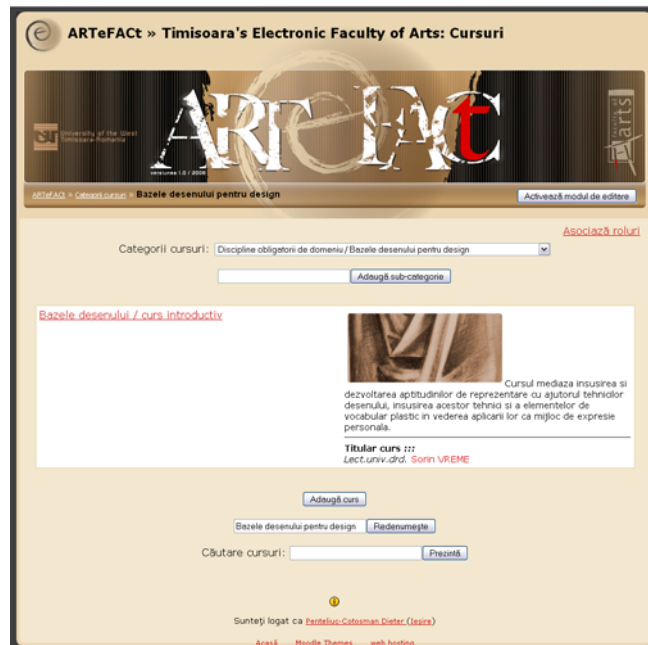 ARTeFACt » Timisoara's Electronic Faculty of Arts: Cursuri
University of the West
Timisoara-Romania
ARTeFACt
faculty of
arts
versiunea 1.0 / 2006
ARTeFACt » Categorii cursuri » Bazele desenului pentru design
Activează modul de editare
Asociază roluri
Categorii cursuri: Discipline obligatorii de domeniu / Bazele desenului pentru design
Adaugă sub-categorie
Bazele desenului / curs introductiv
Cursul mediaza insusirea si
dezvoltarea aptitudinilor de reprezentare cu ajutorul tehnicilor
desenului, insusirea acestor tehnici si a elementelor de
vocabular plastic in vederea aplicarii lor ca mijloc de expresie
personala.
Titular curs :::
Lect.univ.drd. Sorin VREME
Adaugă curs
Bazele desenului pentru design Redenumeşte
Căutare cursuri: Prezintă
Sunteţi logat ca Penteliuc-Cotosman Dieter (Ieşire)
Acasă Moodle Themes web hosting